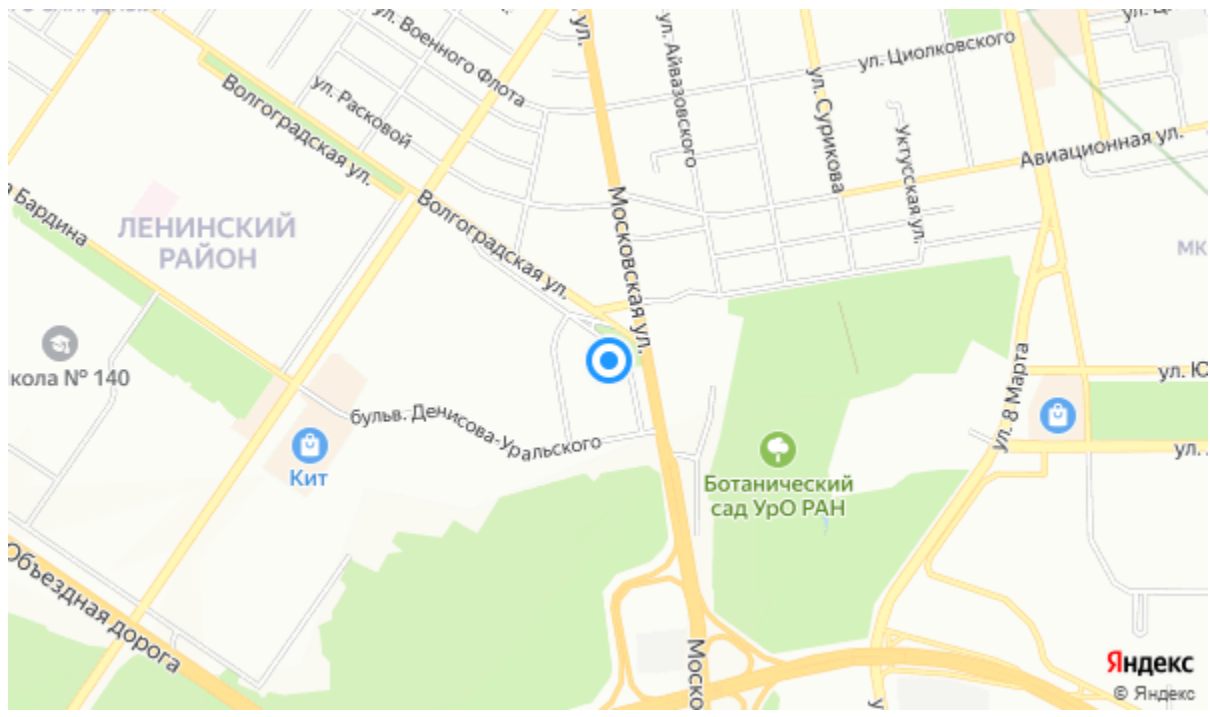 ул. Военного Флота
ул.
ул. Айвазовского
ул. Циолковского
ул. Сурикова
Уктусская ул.
Авиационная ул.
ул. Расковой
Волгоградская ул.
Бардина
ЛЕНИНСКИЙ
РАЙОН
Волгоградская ул.
Московская ул.
МК
кола № 140
бульв. Денисова-Уральского
Кит
ул. 8 Марта
ул. Ю
ул.
Ботанический
сад УрО РАН
Объездная дорога
Моско
у
Яндекс
© Яндекс